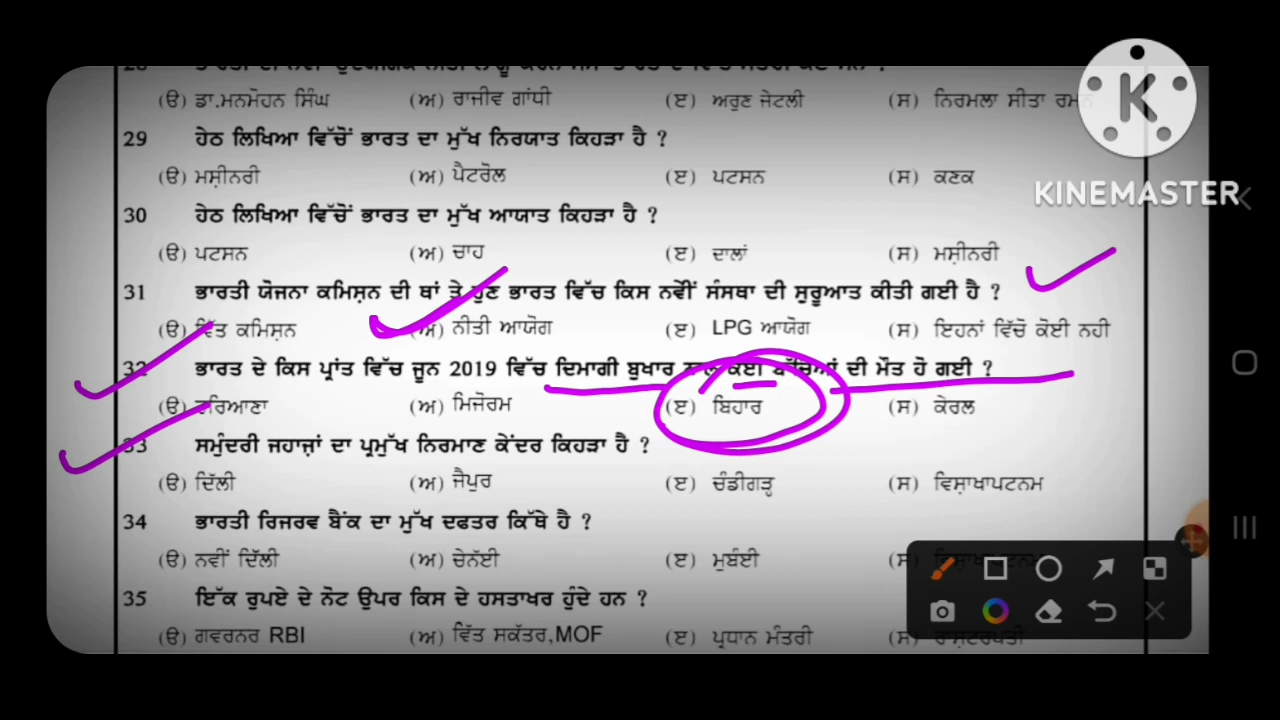 (ੳ) ਡਾ.ਮਨਮੋਹਨ ਸਿੰਘ (ਅ) ਰਾਜੀਵ ਗਾਂਧੀ (ੲ) ਅਰੁਣ ਜੇਟਲੀ (ਸ) ਨਿਰਮਲਾ ਸੀਤਾ ਰਮਨ
29 ਹੇਠ ਲਿਖਿਆ ਵਿੱਚੋਂ ਭਾਰਤ ਦਾ ਮੁੱਖ ਨਿਰਯਾਤ ਕਿਹੜਾ ਹੈ ?
(ੳ) ਮਸ਼ੀਨਰੀ (ਅ) ਪੈਟਰੋਲ (ੲ) ਪਟਸਨ (ਸ) ਕਣਕ
KINEMASTER
30 ਹੇਠ ਲਿਖਿਆ ਵਿੱਚੋਂ ਭਾਰਤ ਦਾ ਮੁੱਖ ਆਯਾਤ ਕਿਹੜਾ ਹੈ ?
(ੳ) ਪਟਸਨ (ਅ) ਚਾਹ (ੲ) ਦਾਲਾਂ (ਸ) ਮਸ਼ੀਨਰੀ
31 ਭਾਰਤੀ ਯੋਜਨਾ ਕਮਿਸ਼ਨ ਦੀ ਥਾਂ ਤੇ ਹੁਣ ਭਾਰਤ ਵਿੱਚ ਕਿਸ ਨਵੀਂ ਸੰਸਥਾ ਦੀ ਸੁਰੂਆਤ ਕੀਤੀ ਗਈ ਹੈ ?
(ੳ) ਵਿੱਤ ਕਮਿਸ਼ਨ (ਅ) ਨੀਤੀ ਆਯੋਗ (ੲ) LPG ਆਯੋਗ (ਸ) ਇਹਨਾਂ ਵਿੱਚੋ ਕੋਈ ਨਹੀ
32 ਭਾਰਤ ਦੇ ਕਿਸ ਪ੍ਰਾਂਤ ਵਿੱਚ ਜੂਨ 2019 ਵਿੱਚ ਦਿਮਾਗੀ ਬੁਖਾਰ ਨਾਲ ਕਈ ਬੱਚਿਆਂ ਦੀ ਮੌਤ ਹੋ ਗਈ ?
(ੳ) ਹਰਿਆਣਾ (ਅ) ਮਿਜੋਰਮ (ੲ) ਬਿਹਾਰ (ਸ) ਕੇਰਲ
33 ਸਮੁੰਦਰੀ ਜਹਾਜ਼ਾਂ ਦਾ ਪ੍ਰਮੁੱਖ ਨਿਰਮਾਣ ਕੇਂਦਰ ਕਿਹੜਾ ਹੈ ?
(ੳ) ਦਿੱਲੀ (ਅ) ਜੈਪੁਰ (ੲ) ਚੰਡੀਗੜ੍ਹ (ਸ) ਵਿਸ਼ਾਖਾਪਟਨਮ
34 ਭਾਰਤੀ ਰਿਜਰਵ ਬੈਂਕ ਦਾ ਮੁੱਖ ਦਫਤਰ ਕਿੱਥੇ ਹੈ ?
(ੳ) ਨਵੀਂ ਦਿੱਲੀ (ਅ) ਚੇਨੱਈ (ੲ) ਮੁਬੰਈ (ਸ)
35 ਇੱਕ ਰੁਪਏ ਦੇ ਨੋਟ ਉਪਰ ਕਿਸ ਦੇ ਹਸਤਾਖਰ ਹੁੰਦੇ ਹਨ ?
(ੳ) ਗਵਰਨਰ RBI (ਅ) ਵਿੱਤ ਸਕੱਤਰ,MOF (ੲ) ਪ੍ਰਧਾਨ ਮੰਤਰੀ (ਸ) ਰਾਸ਼ਟਰਪਤੀ